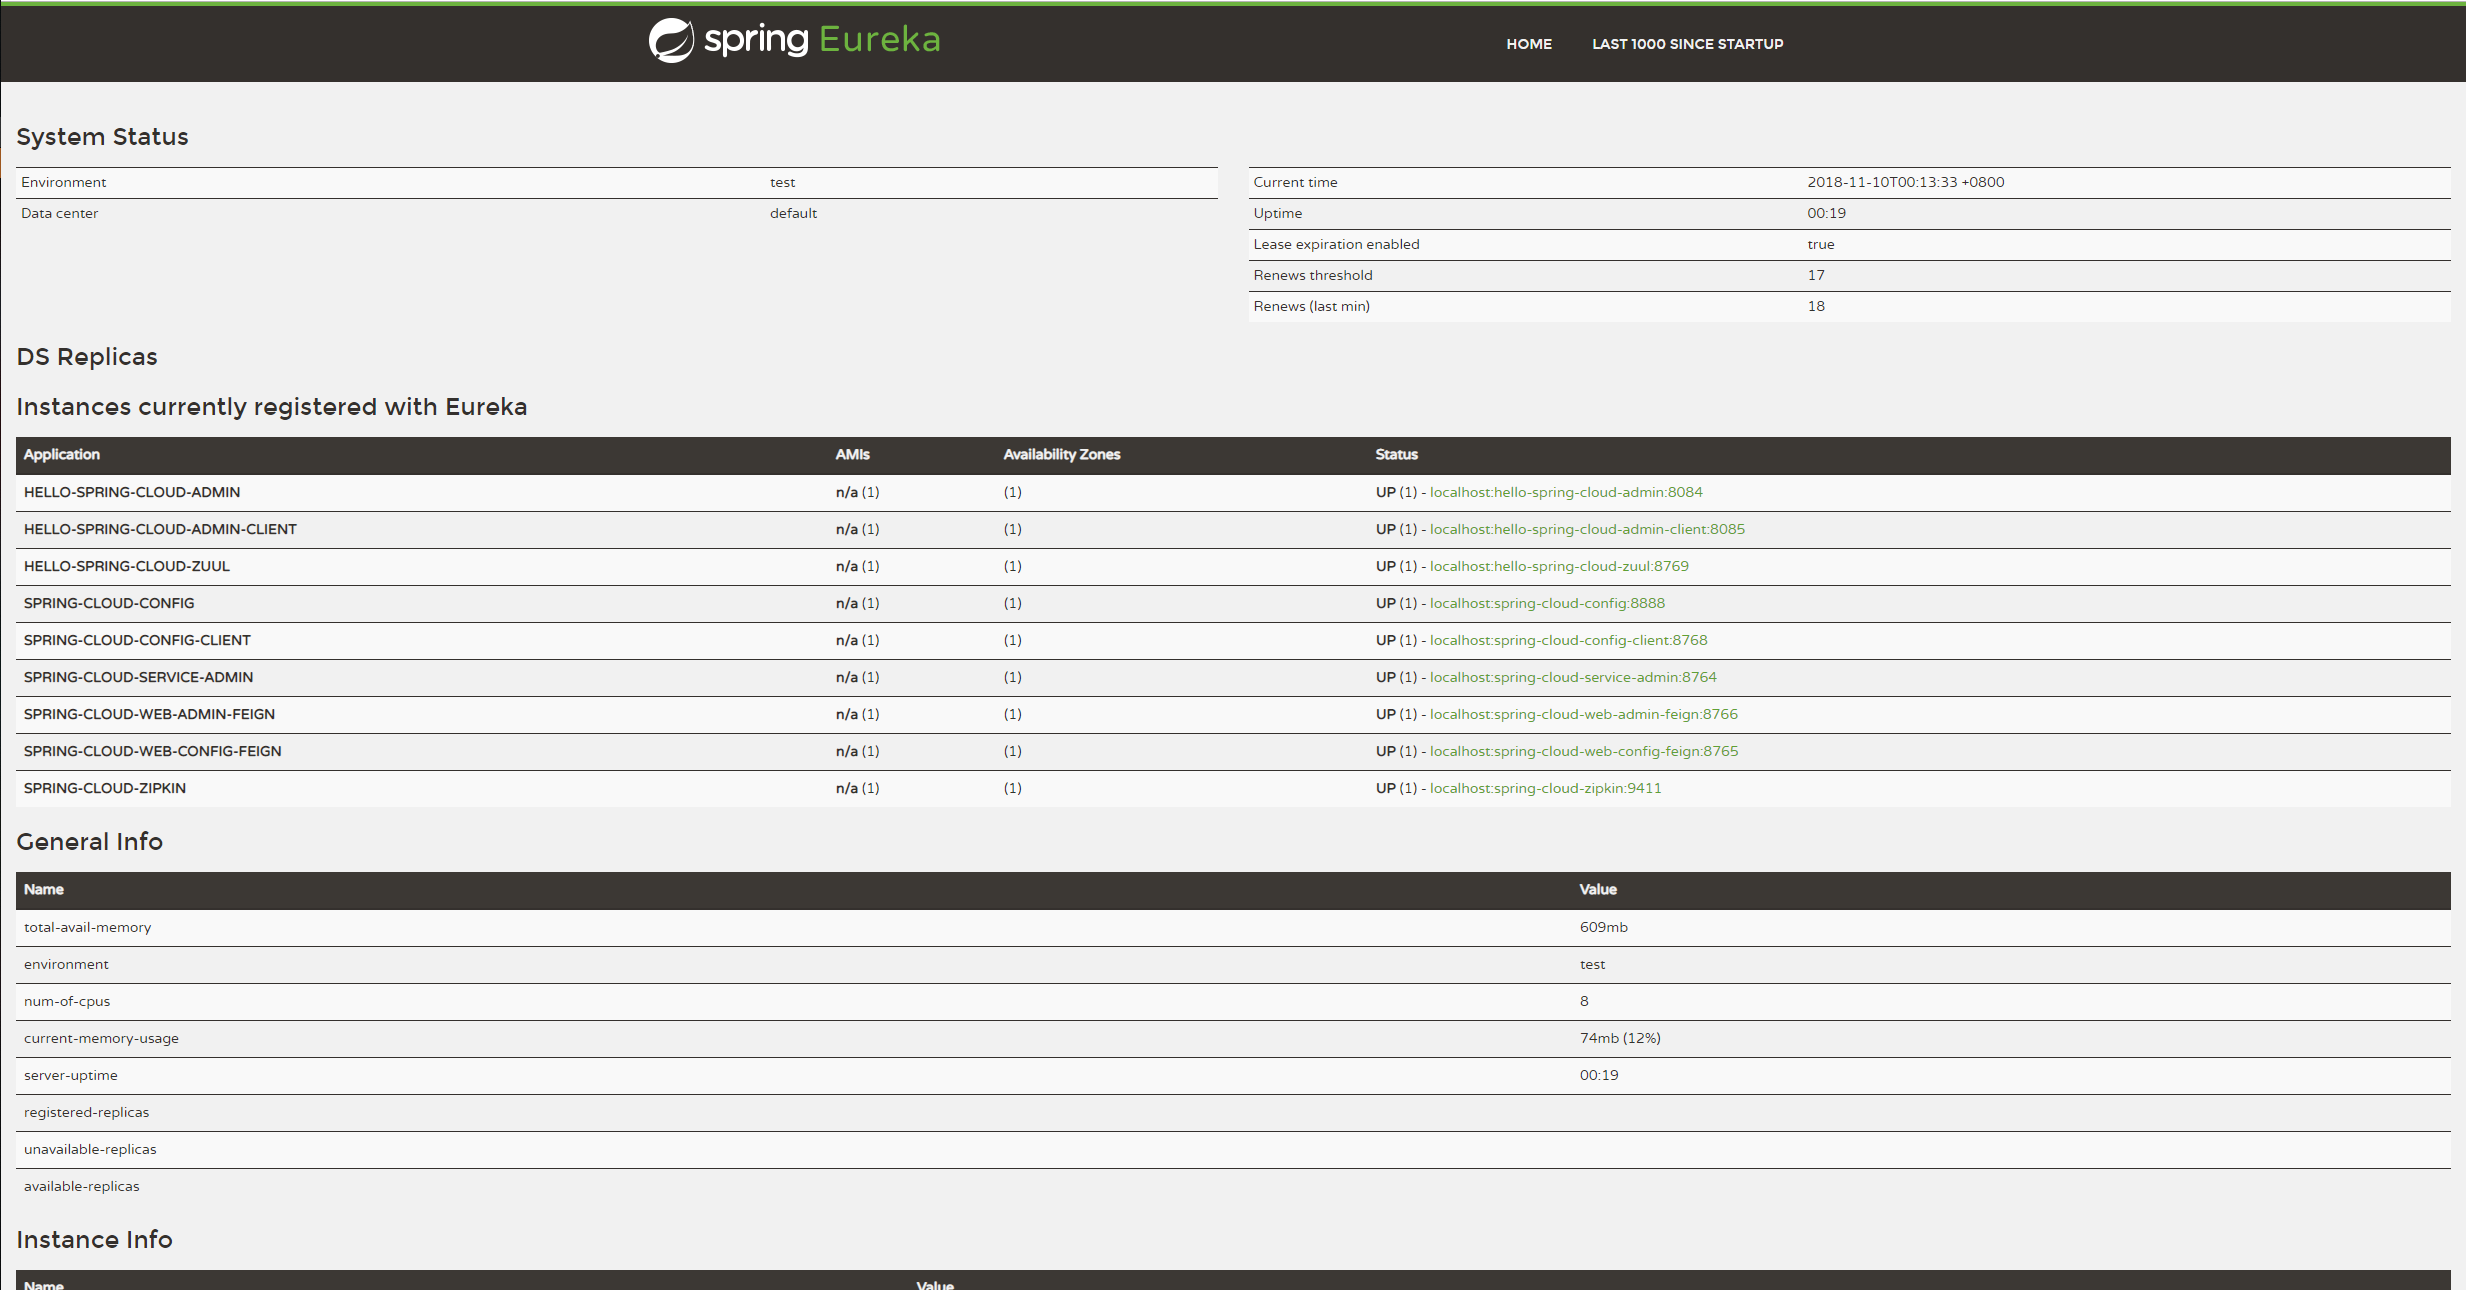 spring Eureka
HOME LAST 1000 SINCE STARTUP
System Status
Environment test
Data center default
Current time 2018-11-10T00:13:33 +0800
Uptime 00:19
Lease expiration enabled true
Renews threshold 17
Renews (last min) 18
DS Replicas
Instances currently registered with Eureka
Application AMIs Availability Zones Status
HELLO-SPRING-CLOUD-ADMIN n/a (1) (1) UP (1) - localhost:hello-spring-cloud-admin:8084
HELLO-SPRING-CLOUD-ADMIN-CLIENT n/a (1) (1) UP (1) - localhost:hello-spring-cloud-admin-client:8085
HELLO-SPRING-CLOUD-ZUUL n/a (1) (1) UP (1) - localhost:hello-spring-cloud-zuul:8769
SPRING-CLOUD-CONFIG n/a (1) (1) UP (1) - localhost:spring-cloud-config:8888
SPRING-CLOUD-CONFIG-CLIENT n/a (1) (1) UP (1) - localhost:spring-cloud-config-client:8768
SPRING-CLOUD-SERVICE-ADMIN n/a (1) (1) UP (1) - localhost:spring-cloud-service-admin:8764
SPRING-CLOUD-WEB-ADMIN-FEIGN n/a (1) (1) UP (1) - localhost:spring-cloud-web-admin-feign:8766
SPRING-CLOUD-WEB-CONFIG-FEIGN n/a (1) (1) UP (1) - localhost:spring-cloud-web-config-feign:8765
SPRING-CLOUD-ZIPKIN n/a (1) (1) UP (1) - localhost:spring-cloud-zipkin:9411
General Info
Name Value
total-avail-memory 609mb
environment test
num-of-cpus 8
current-memory-usage 74mb (12%)
server-uptime 00:19
registered-replicas
unavailable-replicas
available-replicas
Instance Info
Name Value